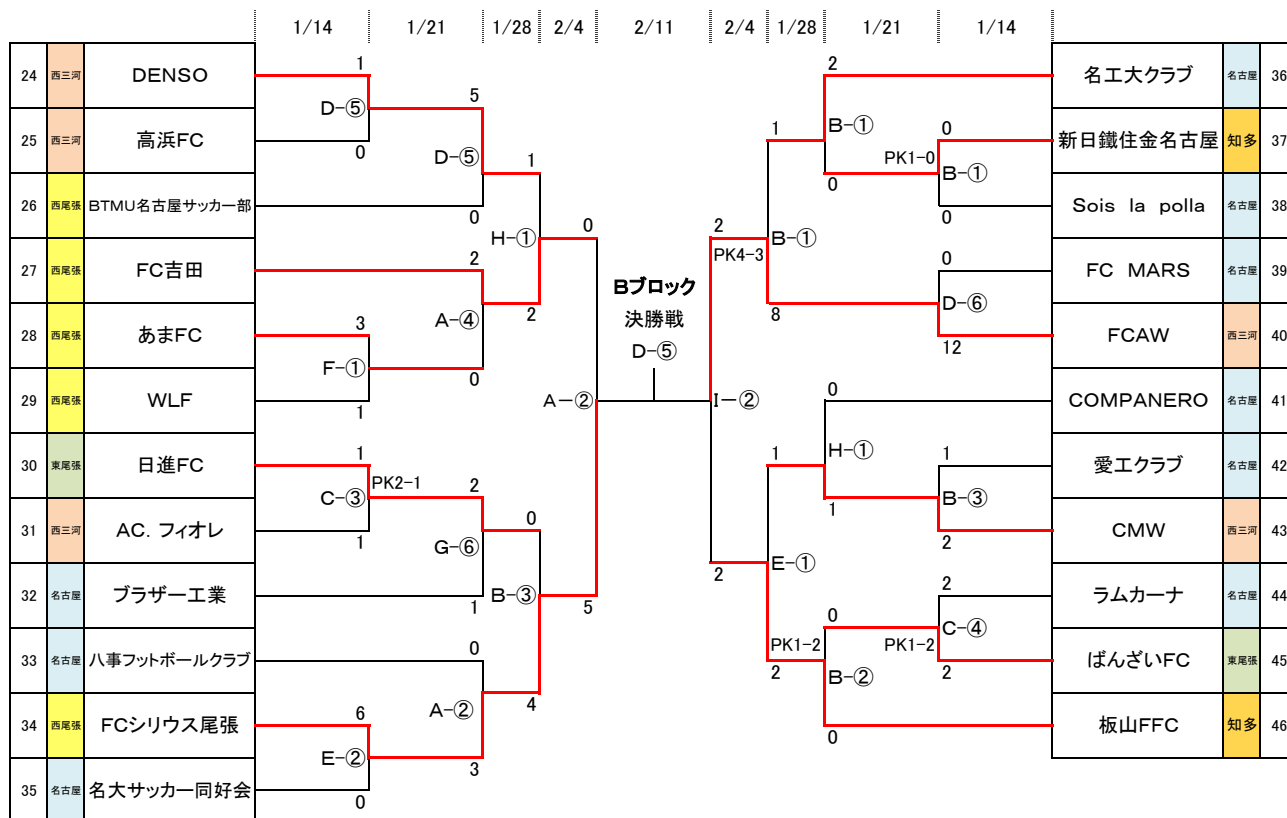 1/14 1/21 1/28 2/4 2/11 2/4 1/28 1/21 1/14
24 西三河 DENSO 1 2 名工大クラブ 名古屋 36
D-⑤ 5 B-①
25 西三河 高浜FC 0 D-⑤ 1 1 PK1-0 0 新日鐵住金名古屋 知多 37
0 B-①
26 西尾張 BTMU名古屋サッカー部 0 0 0 Sois la polla 名古屋 38
H-① 2 B-①
PK4-3
27 西尾張 FC吉田 2 0 FC MARS 名古屋 39
Bブロック
A-④ 2 決勝戦 8 D-⑥
28 西尾張 あまFC 3 D-⑤ 12 FCAW 西三河 40
F-① 0 0
29 西尾張 WLF 1 A-② I-② COMPANERO 名古屋 41
30 東尾張 日進FC 1 1 H-① 1 愛工クラブ 名古屋 42
PK2-1 2
C-③ 0 1 B-③
31 西三河 AC. フィオレ 1 G-⑥ 2 CMW 西三河 43
2 E-①
32 名古屋 ブラザー工業 1 B-③ 5 0 2 ラムカーナ 名古屋 44
C-④
33 名古屋 八事フットボールクラブ 0 PK1-2 PK1-2 ばんざいFC 東尾張 45
2 B-② 2
34 西尾張 FCシリウス尾張 6 A-② 4 板山FFC 知多 46
0
E-② 3
35 名古屋 名大サッカー同好会 0